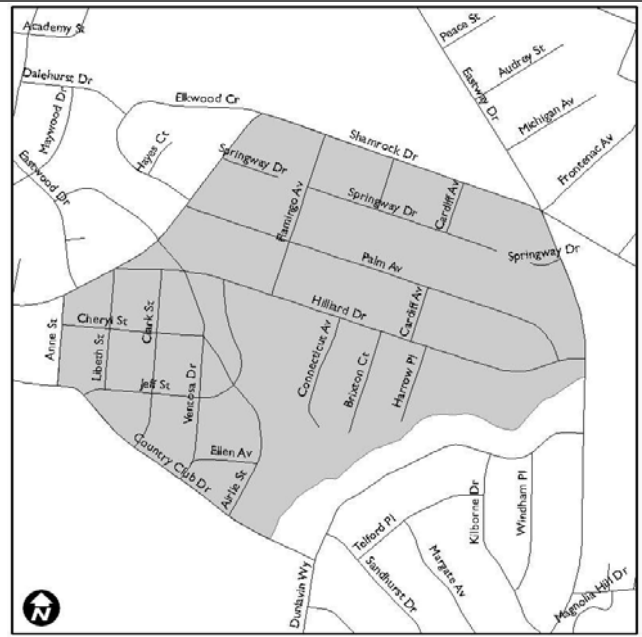 Academy St
Peace St
Audrey St
Dalehurst Dr
Eastway Dr
Maywood Dr
Elkwood Cr
Michigan Av
Shamrock Dr
Hayes Ct
Springway Dr
Frontenac Av
Eastwood Dr
Flamingo Av
Springway Dr
Cardiff Av
Springway Dr
Palm Av
Hilliard Dr
Cardiff Av
Cheryl St
Clark St
Anne St
Libeth St
Connecticut Av
Brixton Ct
Harrow Pl
Jeff St
Ventosa Dr
Ellen Av
Country Club Dr
Airlie St
Telford Pl
Kilborne Dr
Windham Pl
Margate Av
Sandhurst Dr
Dunlavin Wy
Magnolia Hill Dr
N